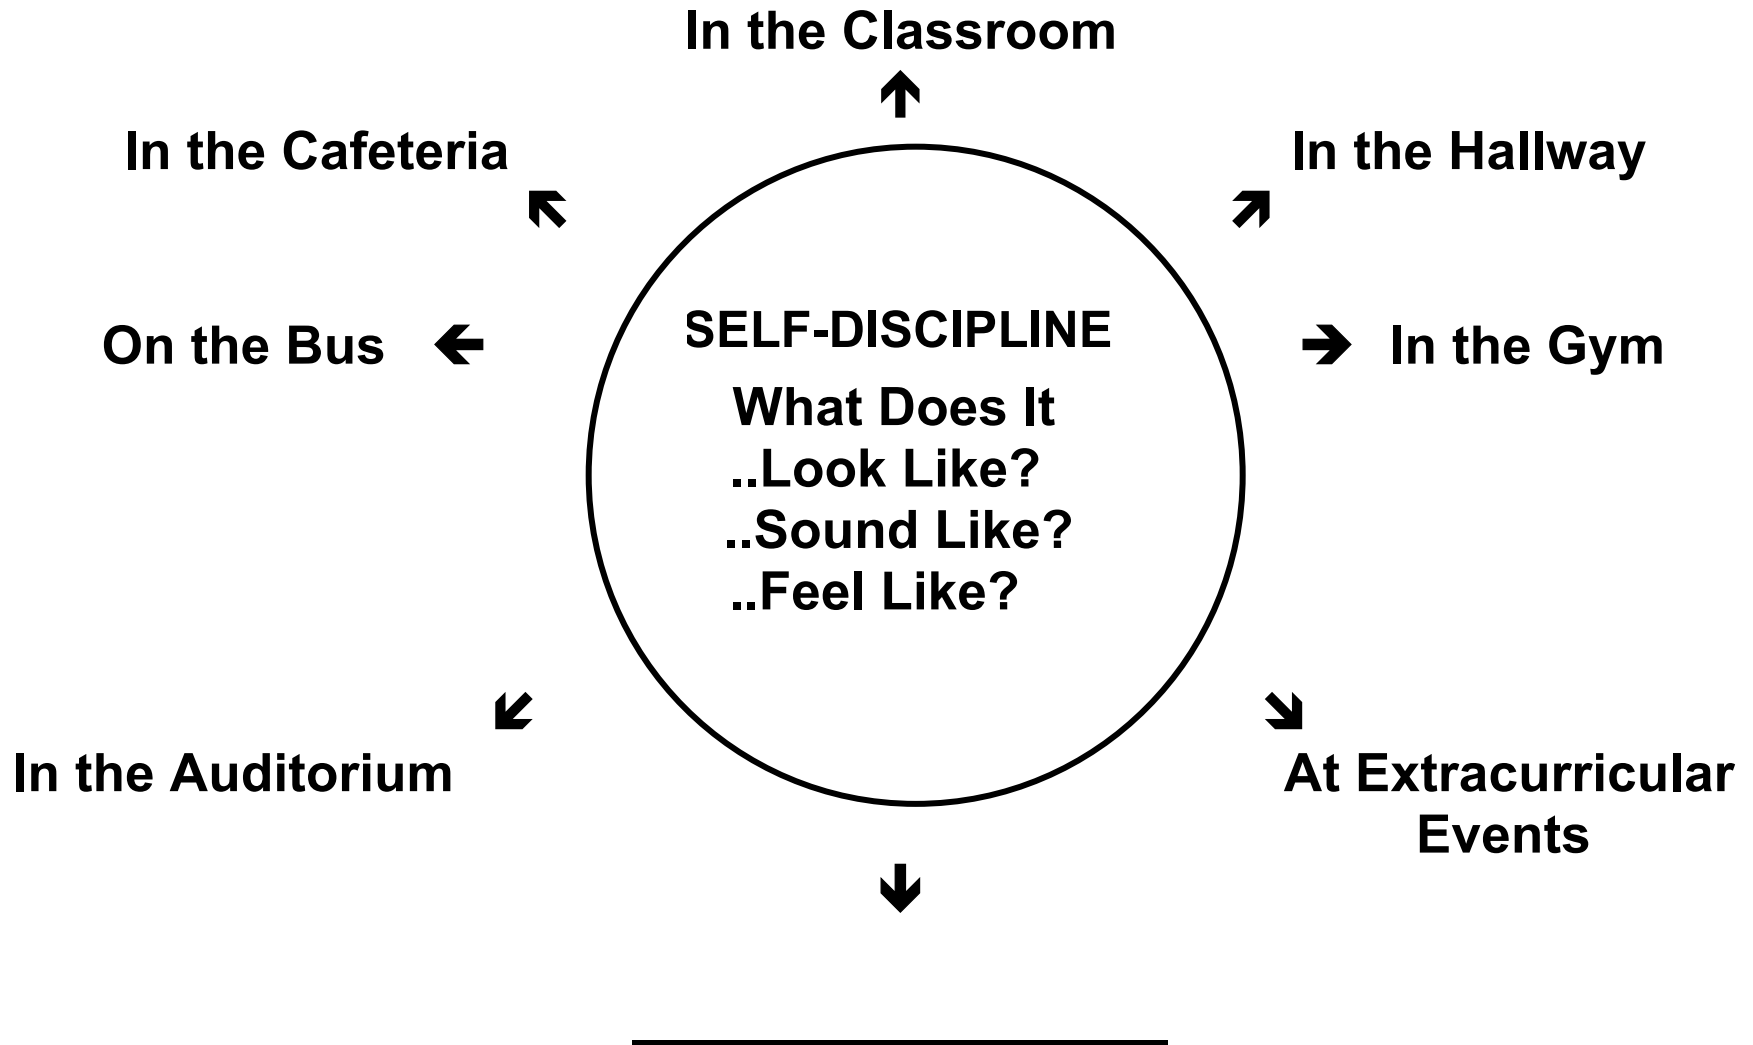 In the Classroom
In the Cafeteria
In the Hallway
On the Bus
In the Gym
SELF-DISCIPLINE
What Does It
..Look Like?
..Sound Like?
..Feel Like?
In the Auditorium
At Extracurricular
Events